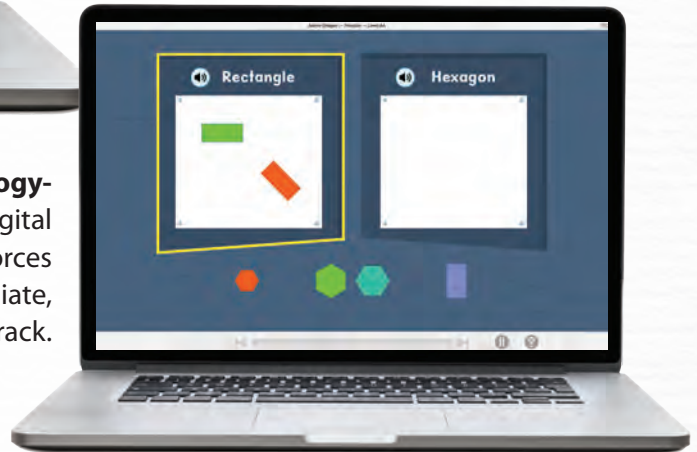 Rectangle
Hexagon
ogy-
gital
orces
iate,
rack.